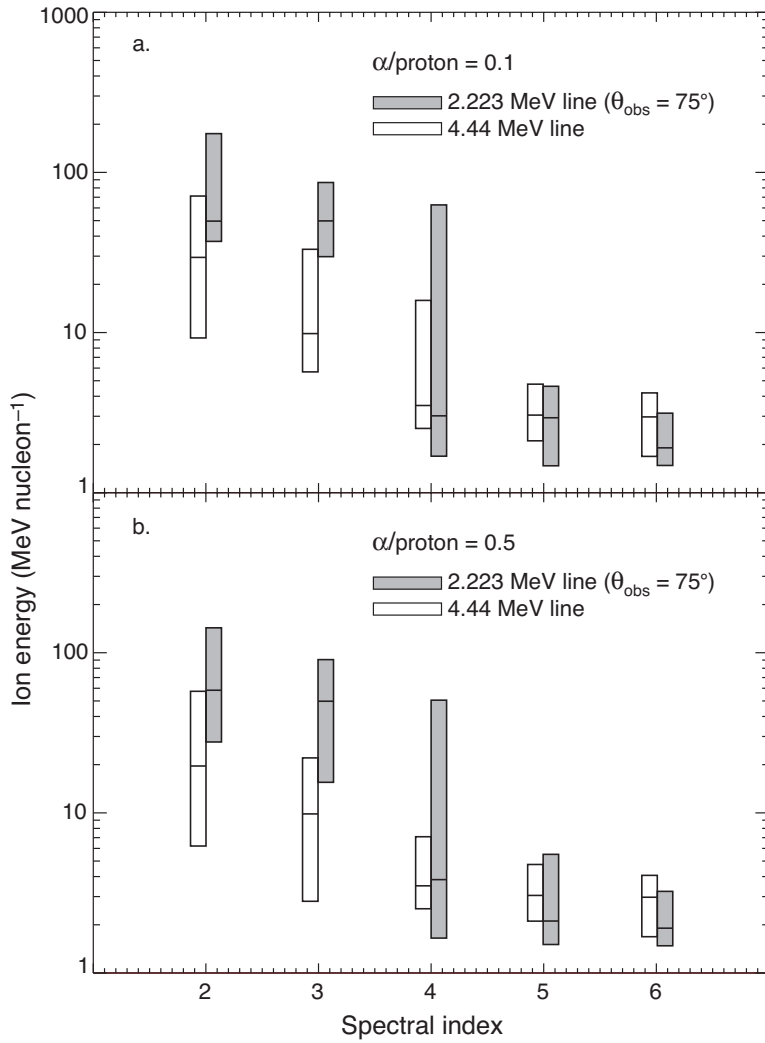 Ion energy (MeV nucleon⁻¹)
1000
100
10
1
a.
α/proton = 0.1
2.223 MeV line (θobs = 75°)
4.44 MeV line
100
10
1
b.
α/proton = 0.5
2.223 MeV line (θobs = 75°)
4.44 MeV line
2 3 4 5 6
Spectral index